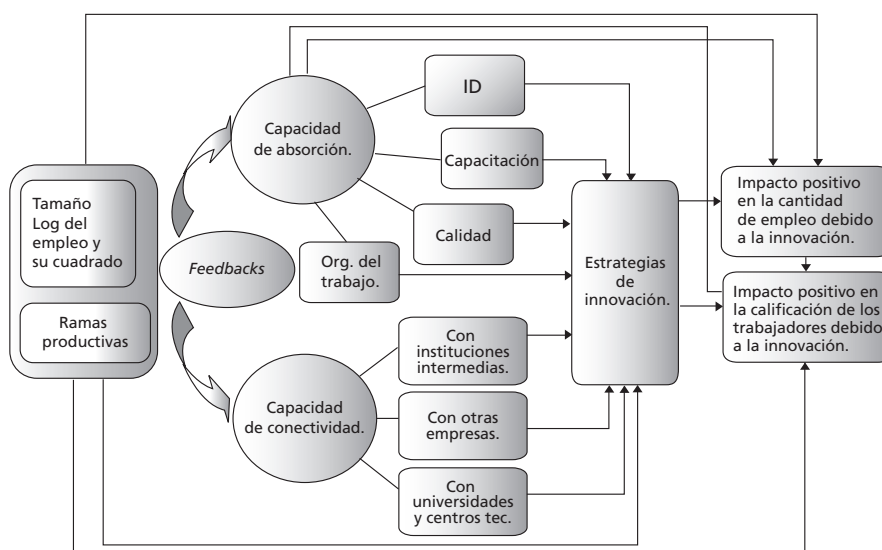 Tamaño
Log del
empleo y
su cuadrado
Ramas
productivas
Feedbacks
Capacidad
de absorción.
ID
Capacitación
Calidad
Org. del
trabajo.
Capacidad
de conectividad.
Con
instituciones
intermedias.
Con otras
empresas.
Con
universidades
y centros tec.
Estrategias
de
innovación.
Impacto positivo
en la cantidad
de empleo debido
a la innovación.
Impacto positivo en
la calificación de los
trabajadores debido
a la innovación.